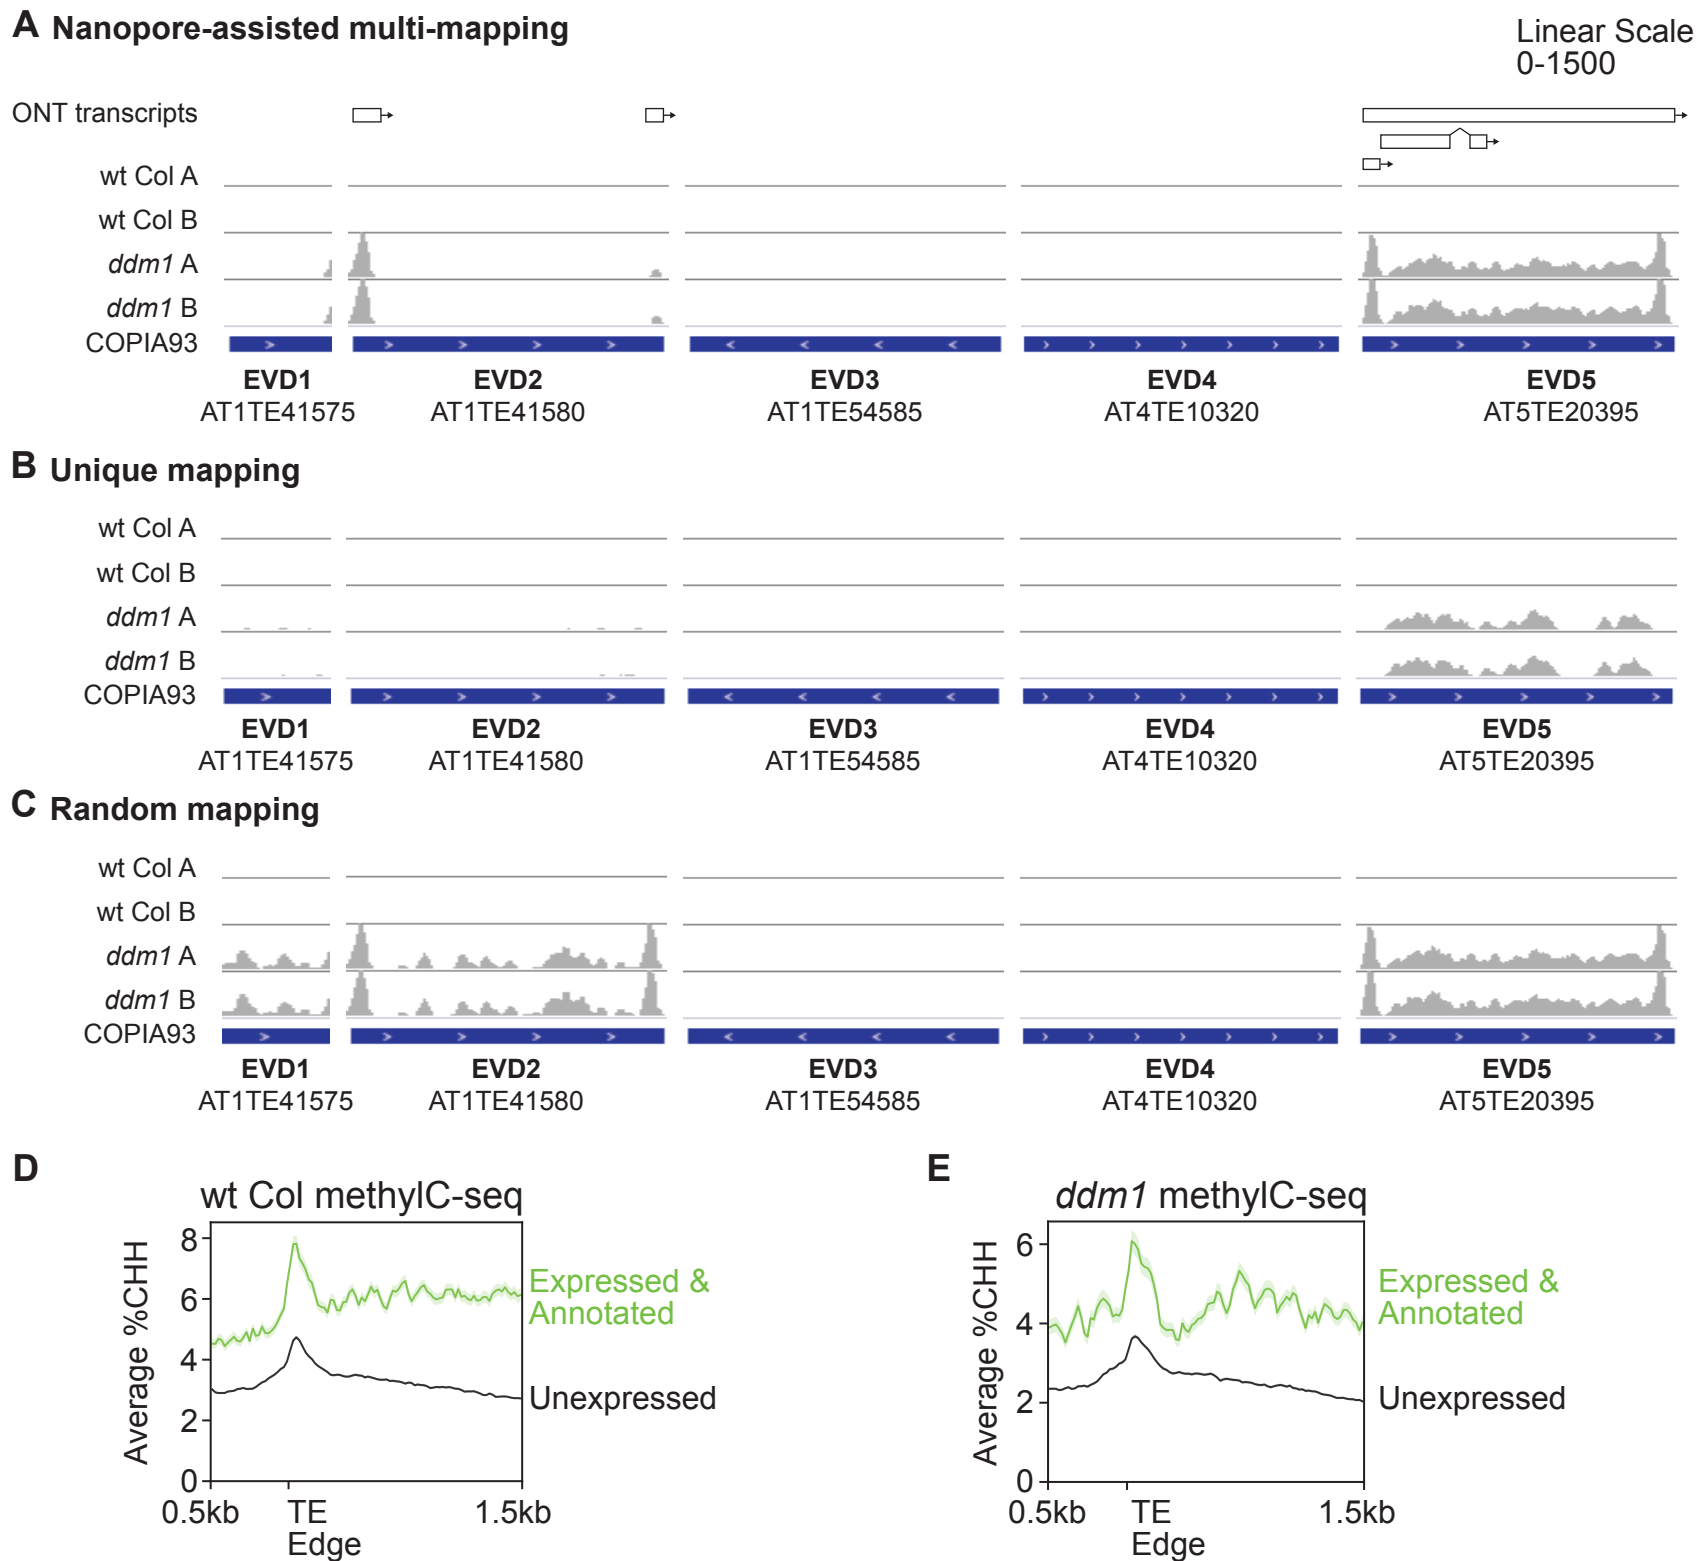 A Nanopore-assisted multi-mapping
Linear Scale
0-1500
ONT transcripts
wt Col A
wt Col B
ddm1 A
ddm1 B
COPIA93
EVD1 EVD2 EVD3 EVD4 EVD5
AT1TE41575 AT1TE41580 AT1TE54585 AT4TE10320 AT5TE20395
B Unique mapping
wt Col A
wt Col B
ddm1 A
ddm1 B
COPIA93
EVD1 EVD2 EVD3 EVD4 EVD5
AT1TE41575 AT1TE41580 AT1TE54585 AT4TE10320 AT5TE20395
C Random mapping
wt Col A
wt Col B
ddm1 A
ddm1 B
COPIA93
EVD1 EVD2 EVD3 EVD4 EVD5
AT1TE41575 AT1TE41580 AT1TE54585 AT4TE10320 AT5TE20395
D
wt Col methylC-seq
Average %CHH
8
6
4
2
0
0.5kb TE 1.5kb
Edge
Expressed &
Annotated
Unexpressed
E
ddm1 methylC-seq
Average %CHH
6
4
2
0
0.5kb TE 1.5kb
Edge
Expressed &
Annotated
Unexpressed